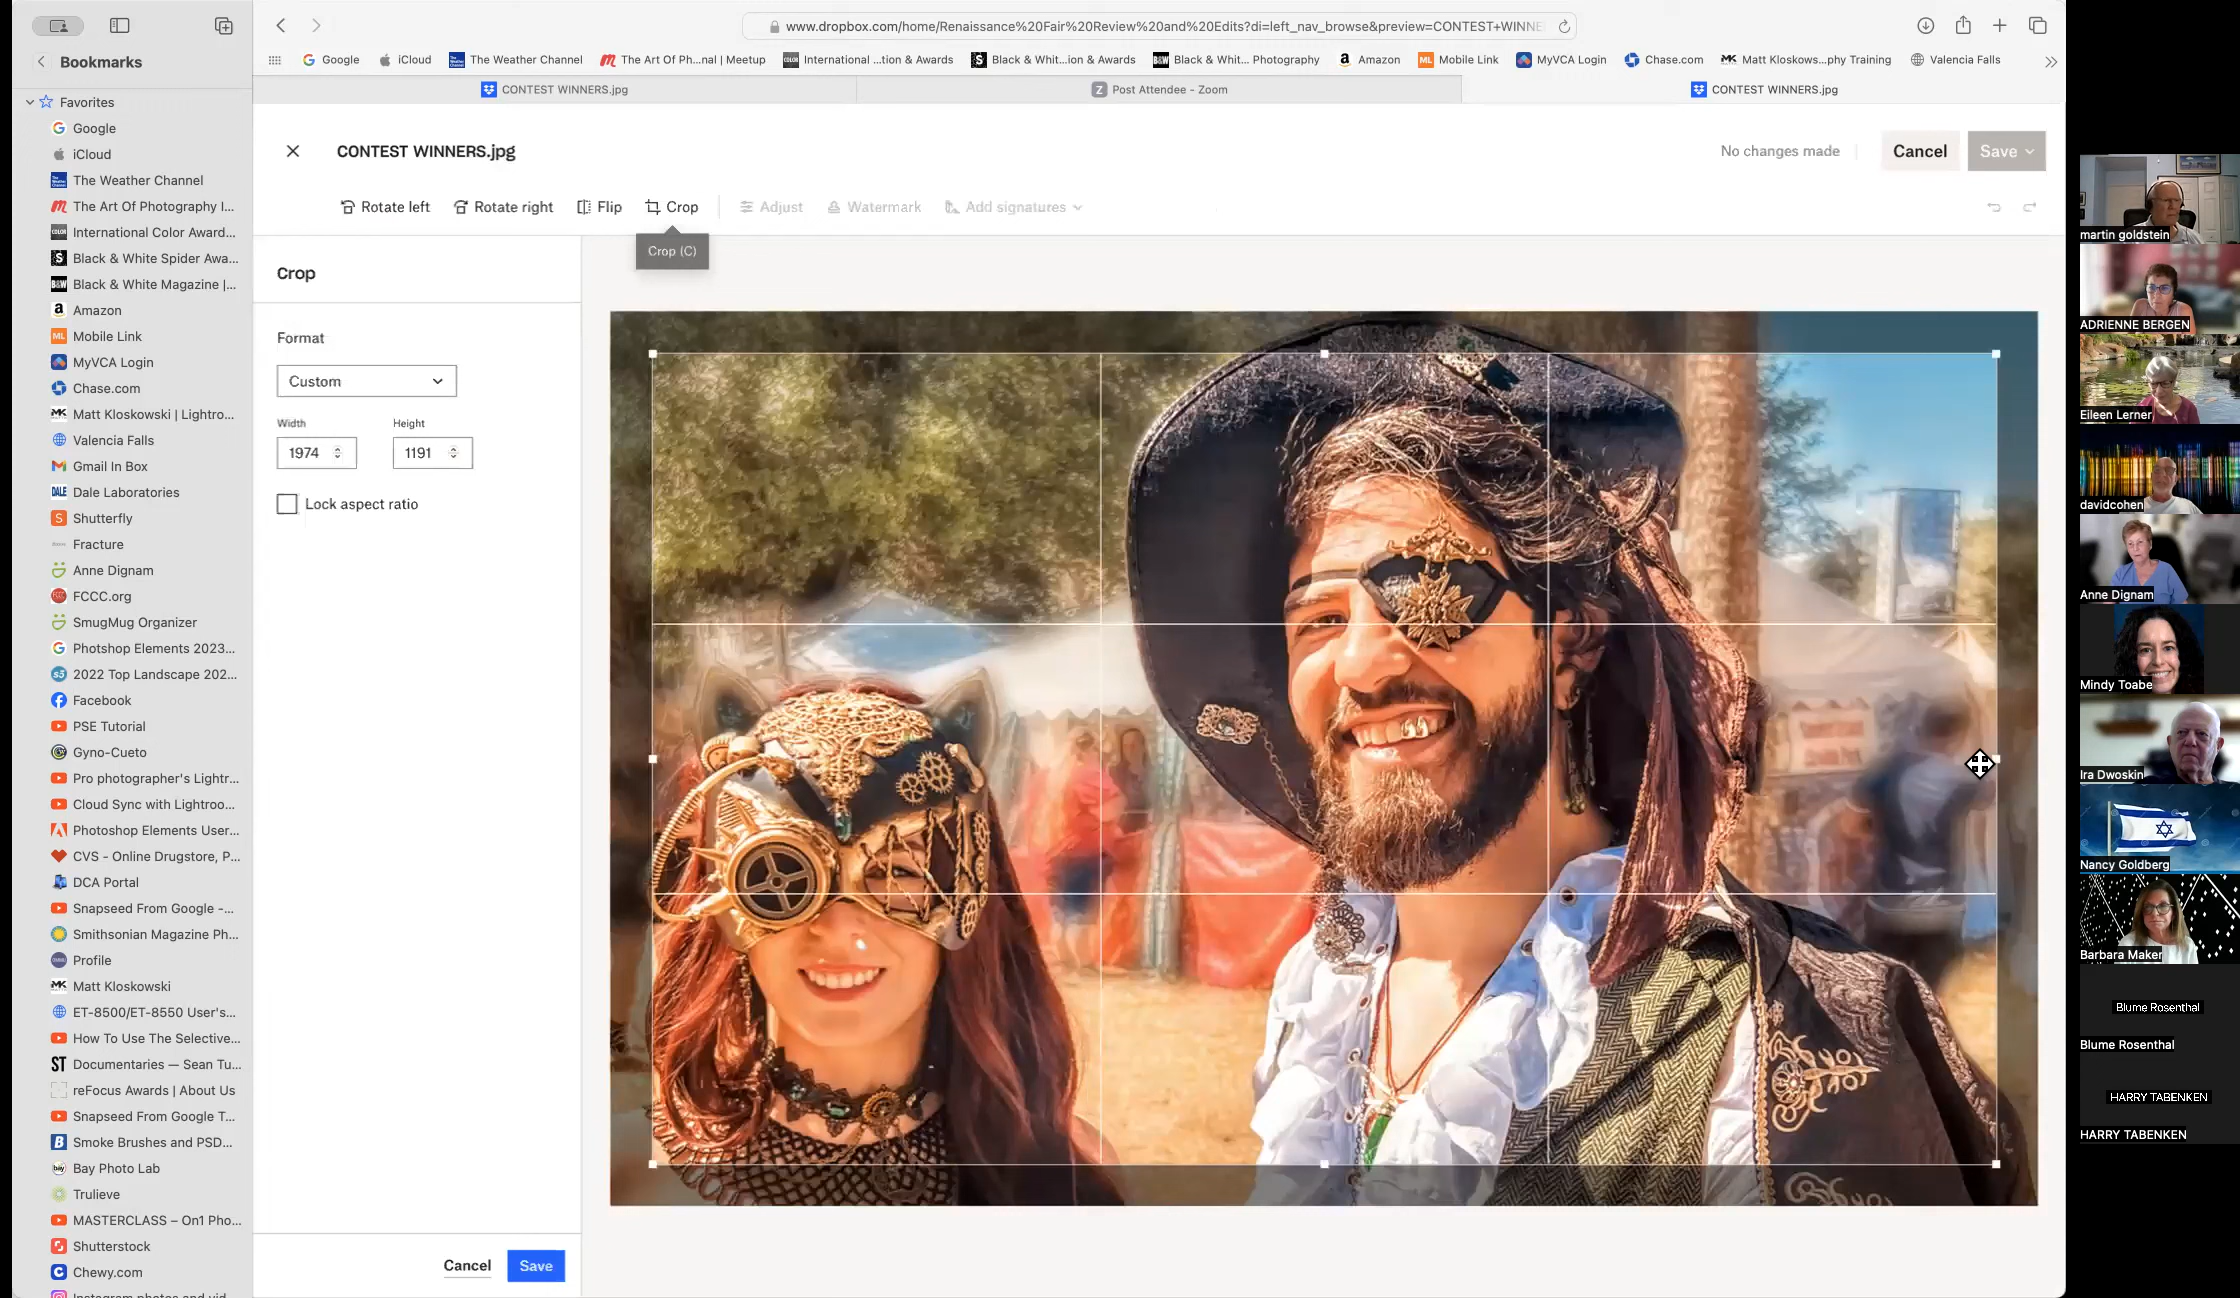 www.dropbox.com/home/Renaissance%20Fair%20Review%20and%20Edits?di=left_nav_browse&preview=CONTEST+WINNE
Bookmarks
Google
iCloud
The Weather Channel
The Art Of Ph...nal | Meetup
International ...tion & Awards
Black & Whit...ion & Awards
Black & Whit... Photography
Amazon
Mobile Link
MyVCA Login
Chase.com
Matt Kloskows...phy Training
Valencia Falls
CONTEST WINNERS.jpg
Post Attendee - Zoom
CONTEST WINNERS.jpg
Favorites
Google
iCloud
The Weather Channel
The Art Of Photography I...
International Color Award...
Black & White Spider Awa...
Black & White Magazine |...
Amazon
Mobile Link
MyVCA Login
Chase.com
Matt Kloskowski | Lightro...
Valencia Falls
Gmail In Box
Dale Laboratories
Shutterfly
Fracture
Anne Dignam
FCCC.org
SmugMug Organizer
Photshop Elements 2023...
2022 Top Landscape 202...
Facebook
PSE Tutorial
Gyno-Cueto
Pro photographer's Lightr...
Cloud Sync with Lightroo...
Photoshop Elements User...
CVS - Online Drugstore, P...
DCA Portal
Snapseed From Google -...
Smithsonian Magazine Ph...
Profile
Matt Kloskowski
ET-8500/ET-8550 User's...
How To Use The Selective...
Documentaries — Sean Tu...
reFocus Awards | About Us
Snapseed From Google T...
Smoke Brushes and PSD...
Bay Photo Lab
Trulieve
MASTERCLASS – On1 Pho...
Shutterstock
Chewy.com
CONTEST WINNERS.jpg
No changes made
Cancel
Save
Rotate left
Rotate right
Flip
Crop
Adjust
Watermark
Add signatures
Crop (C)
Crop
Format
Custom
Width
Height
1974
1191
Lock aspect ratio
Cancel
Save
martin goldstein
ADRIENNE BERGEN
Eileen Lerner
davidcohen
Anne Dignam
Mindy Toabe
Ira Dwoskin
Nancy Goldberg
Barbara Maker
Blume Rosenthal
Blume Rosenthal
HARRY TABENKEN
HARRY TABENKEN